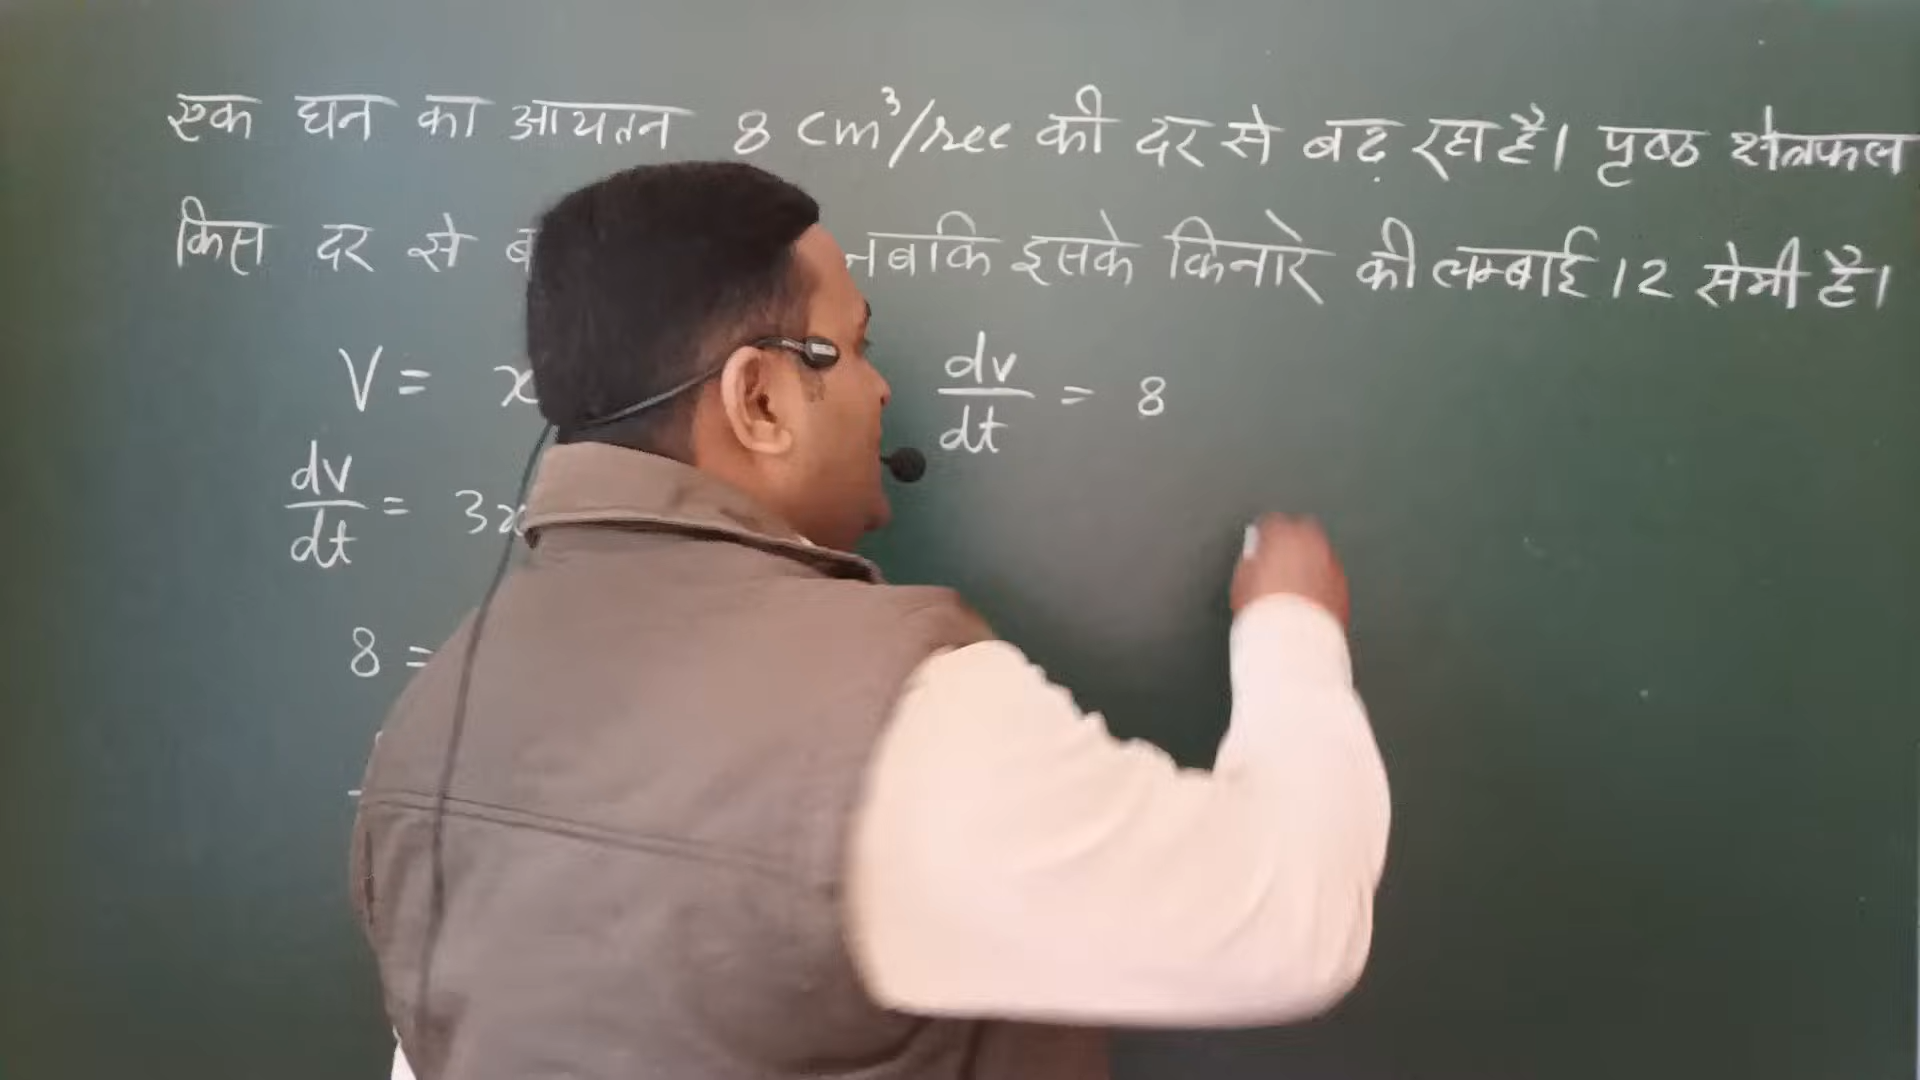 एक घन का आयतन 8 cm³/sec की दर से बढ़ रहा है। पृष्ठ क्षेत्रफल
किस दर से इसके किनारे की लम्बाई 12 सेमी है।
V = x
dv/dt = 8
dv/dt = 3x
8 =